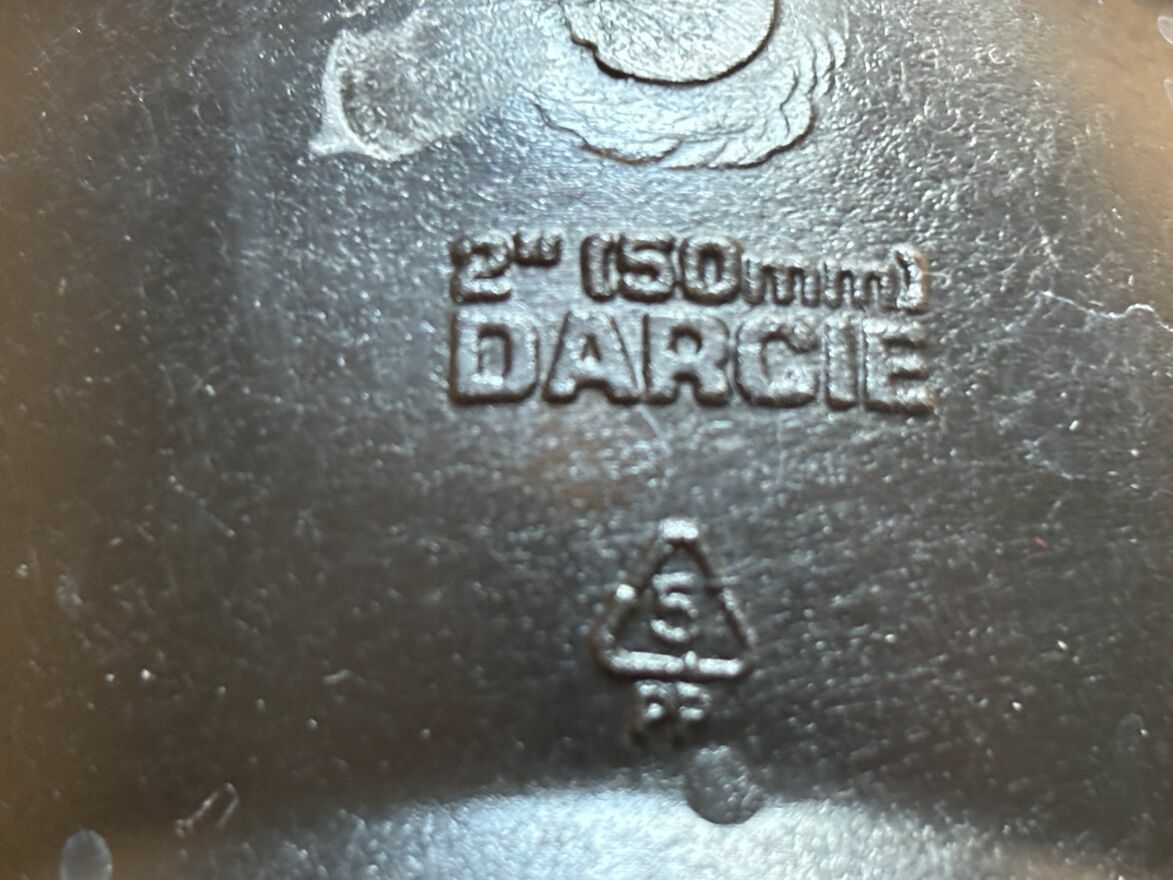 2" (50mm)
DARCIE
5
PP